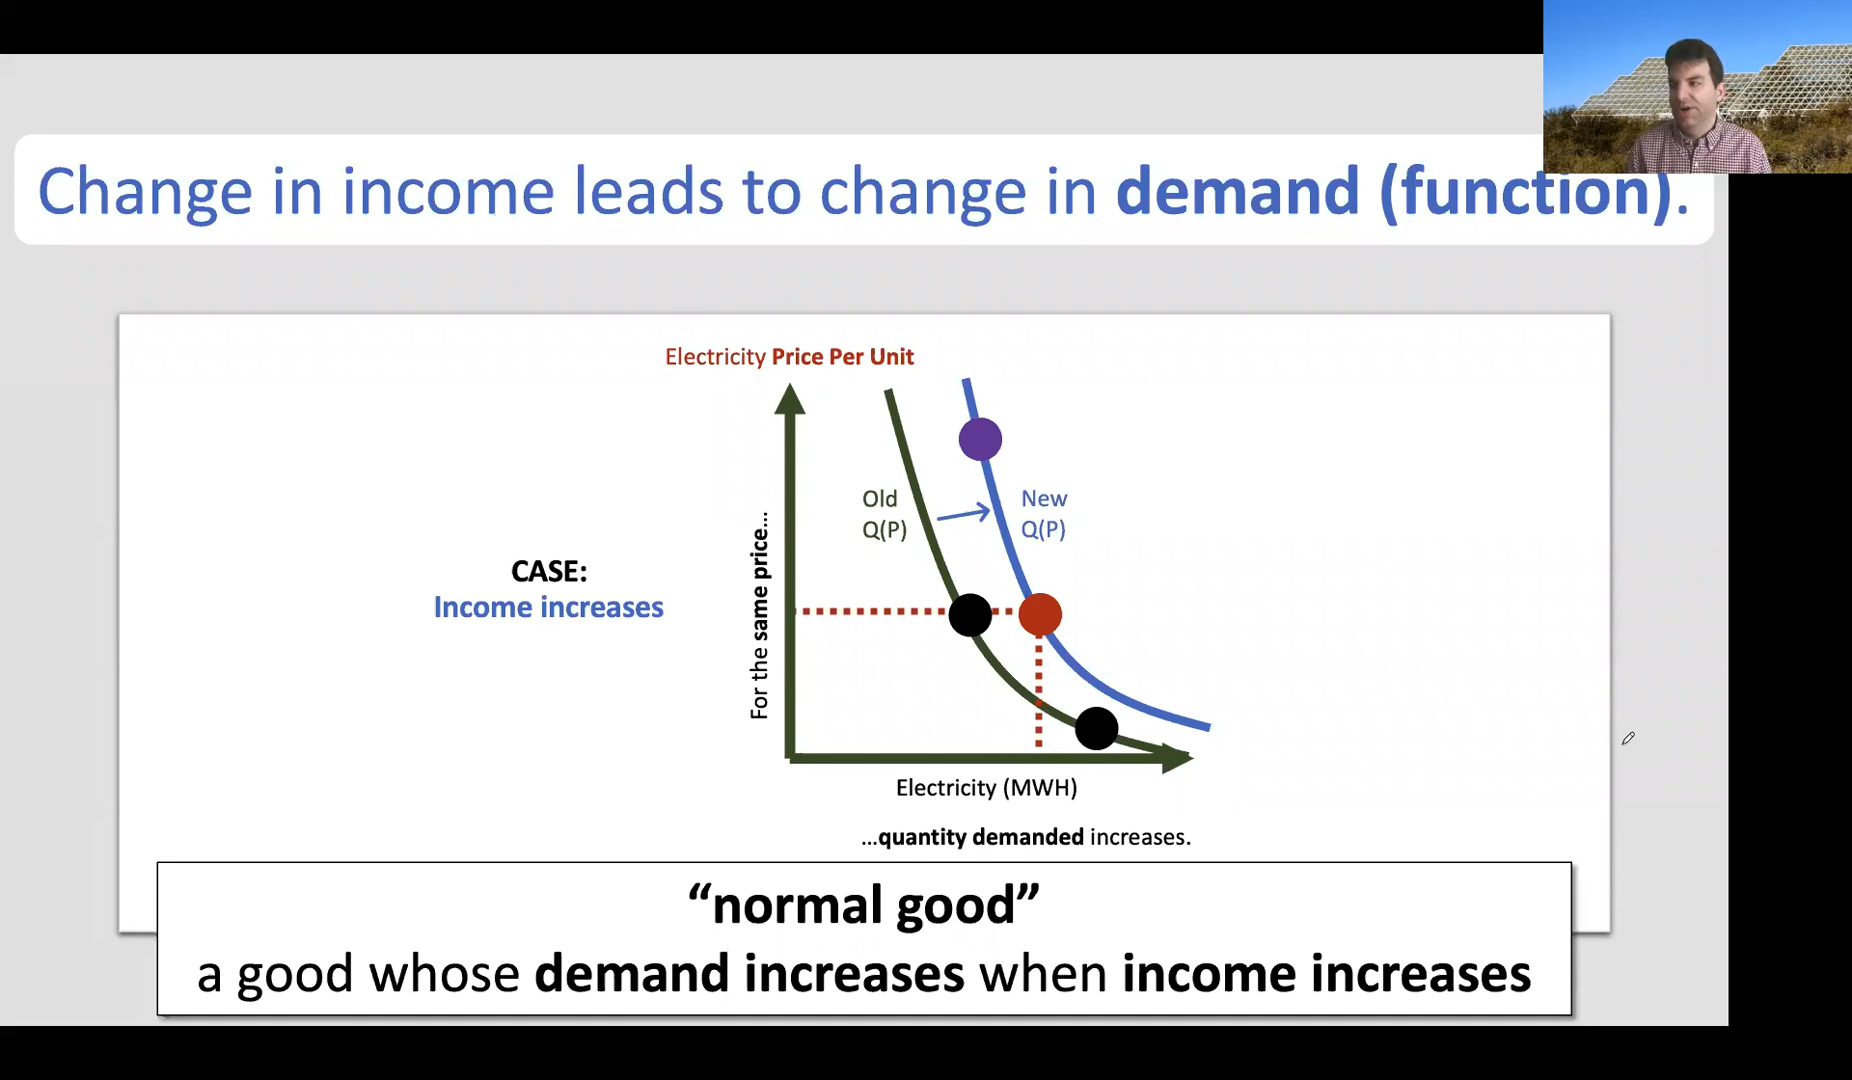 Change in income leads to change in demand (function).
Electricity Price Per Unit
Old
Q(P)
New
Q(P)
CASE:
Income increases
For the same price...
Electricity (MWH)
...quantity demanded increases.
“normal good”
a good whose demand increases when income increases